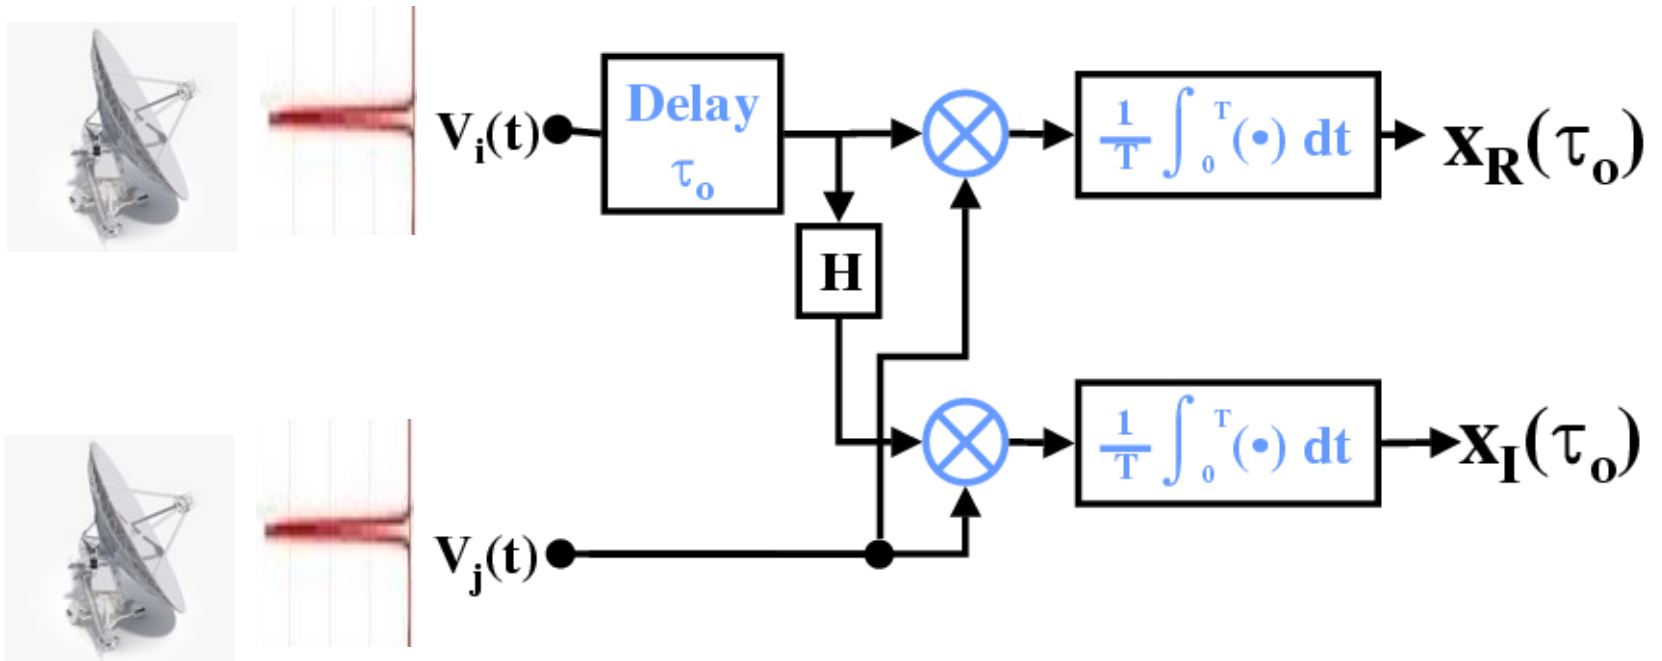 Vi(t)
Delay
τo
1/T ∫0T (•) dt
xR(τo)
H
1/T ∫0T (•) dt
xI(τo)
Vj(t)